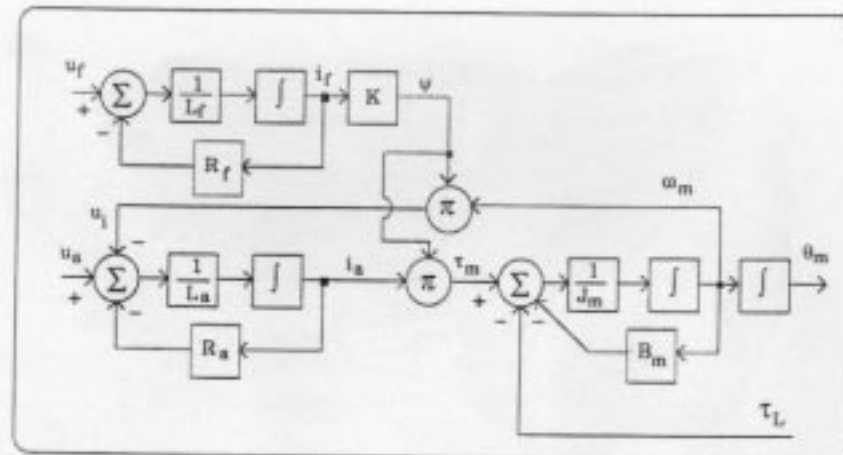 u_f + Σ 1/L_f ∫ i_f K ψ
− R_f
π ω_m
u_i −
u_a + Σ 1/L_a ∫ i_a π τ_m + Σ 1/J_m ∫ ∫ θ_m
− R_a − − B_m
τ_L